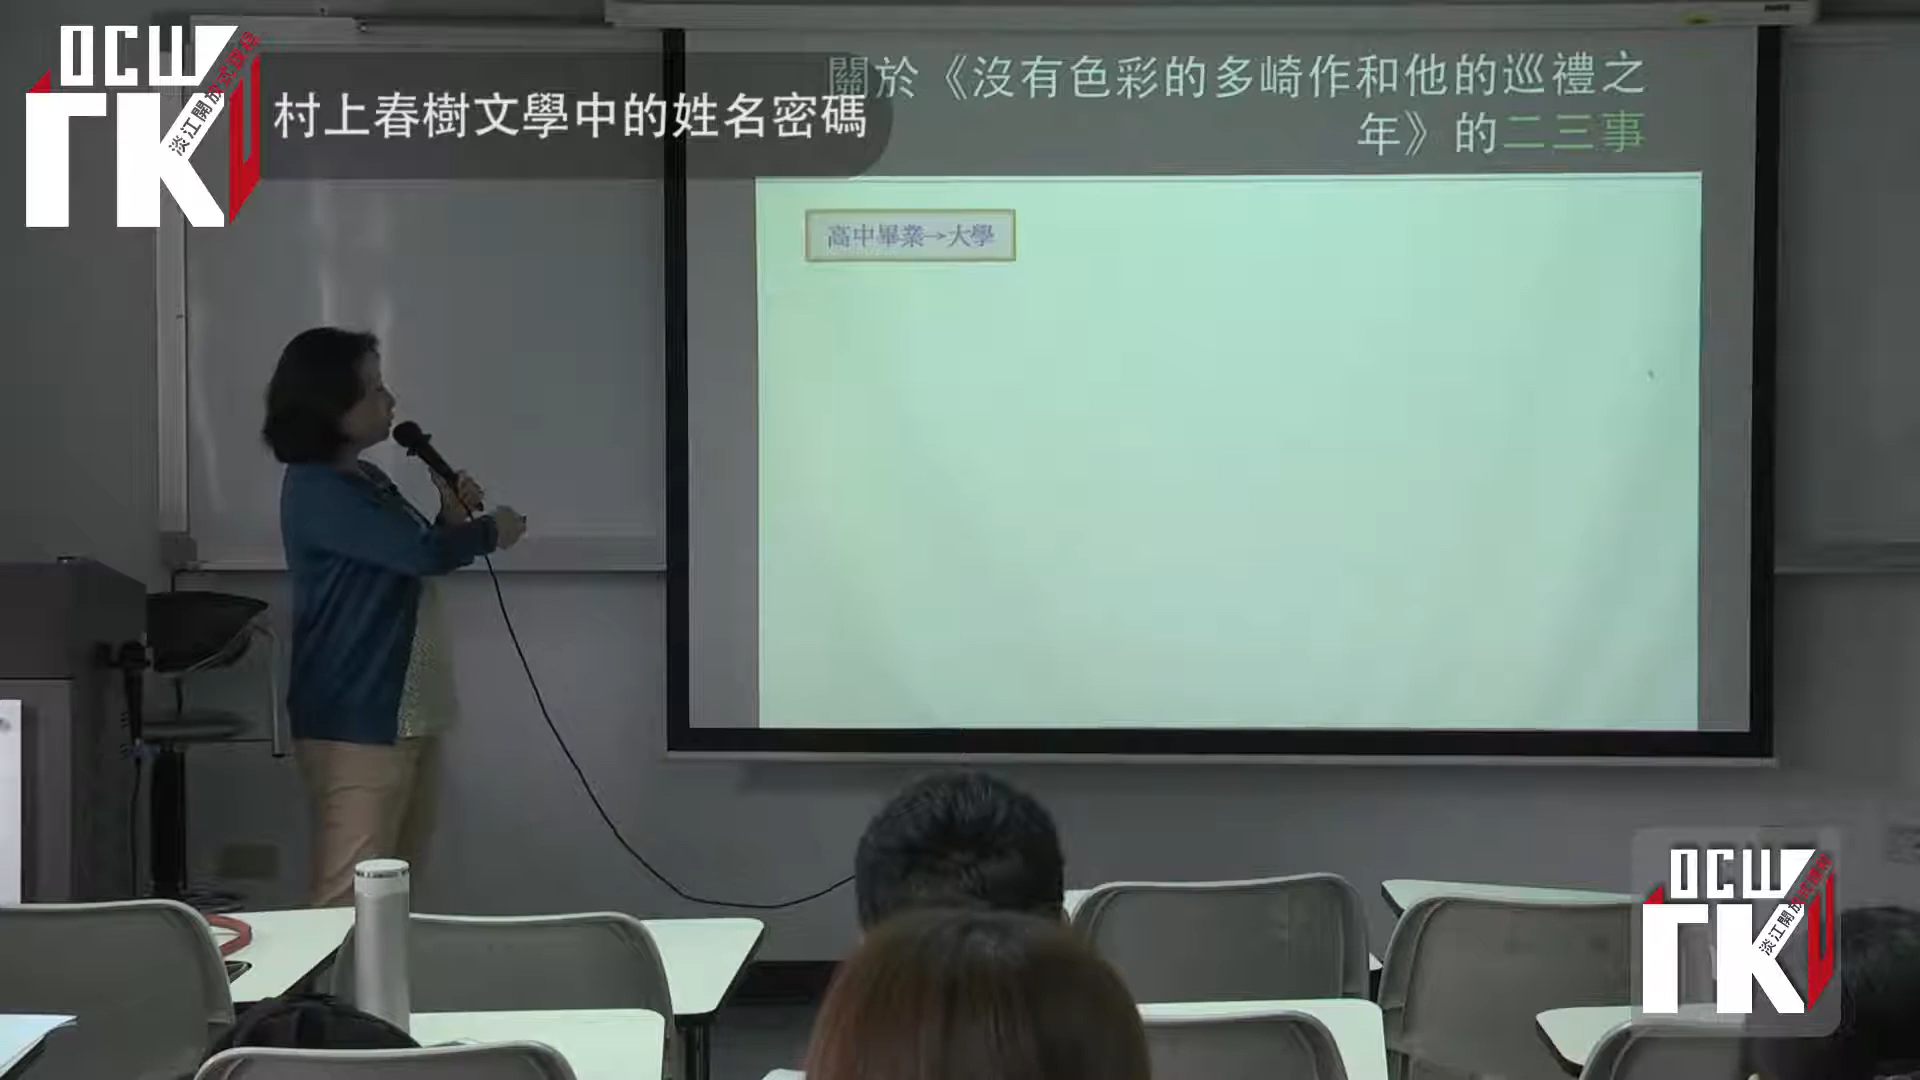 OCW
TKU
淡江開放式課程
村上春樹文學中的姓名密碼
關於《沒有色彩的多崎作和他的巡禮之
年》的二三事
高中畢業→大學
OCW
TKU
淡江開放式課程